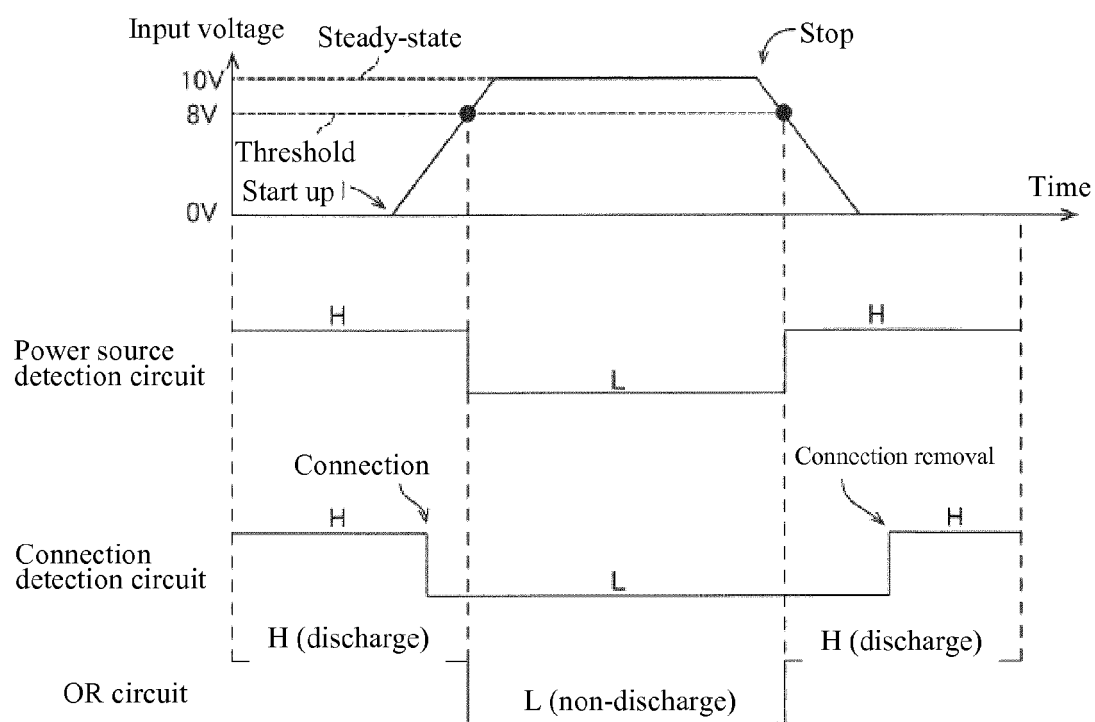 Input voltage
Steady-state
Stop
10V
8V
Threshold
Start up
Time
0V
H
H
Power source
detection circuit
L
Connection
Connection removal
H
H
Connection
detection circuit
L
H (discharge)
H (discharge)
OR circuit
L (non-discharge)